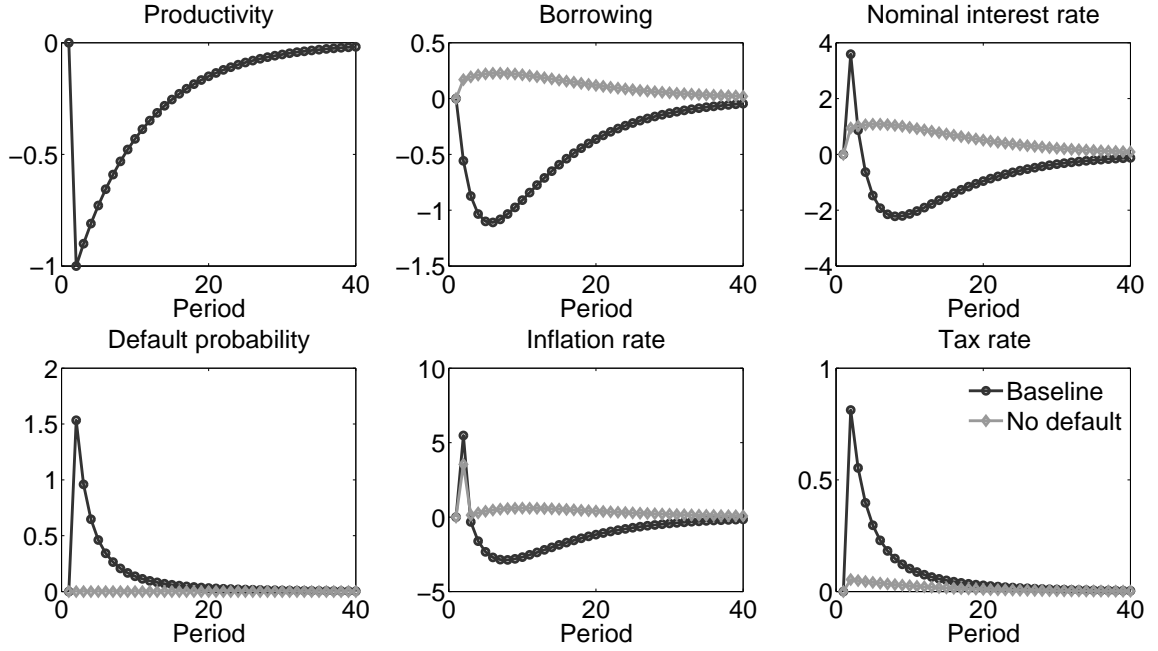 Productivity
0
−0.5
−1
0 20 40
Period
Borrowing
0.5
0
−0.5
−1
−1.5
0 20 40
Period
Nominal interest rate
4
2
0
−2
−4
0 20 40
Period
Default probability
2
1.5
1
0.5
0
0 20 40
Period
Inflation rate
10
5
0
−5
0 20 40
Period
Tax rate
1
0.5
0
Baseline
No default
0 20 40
Period